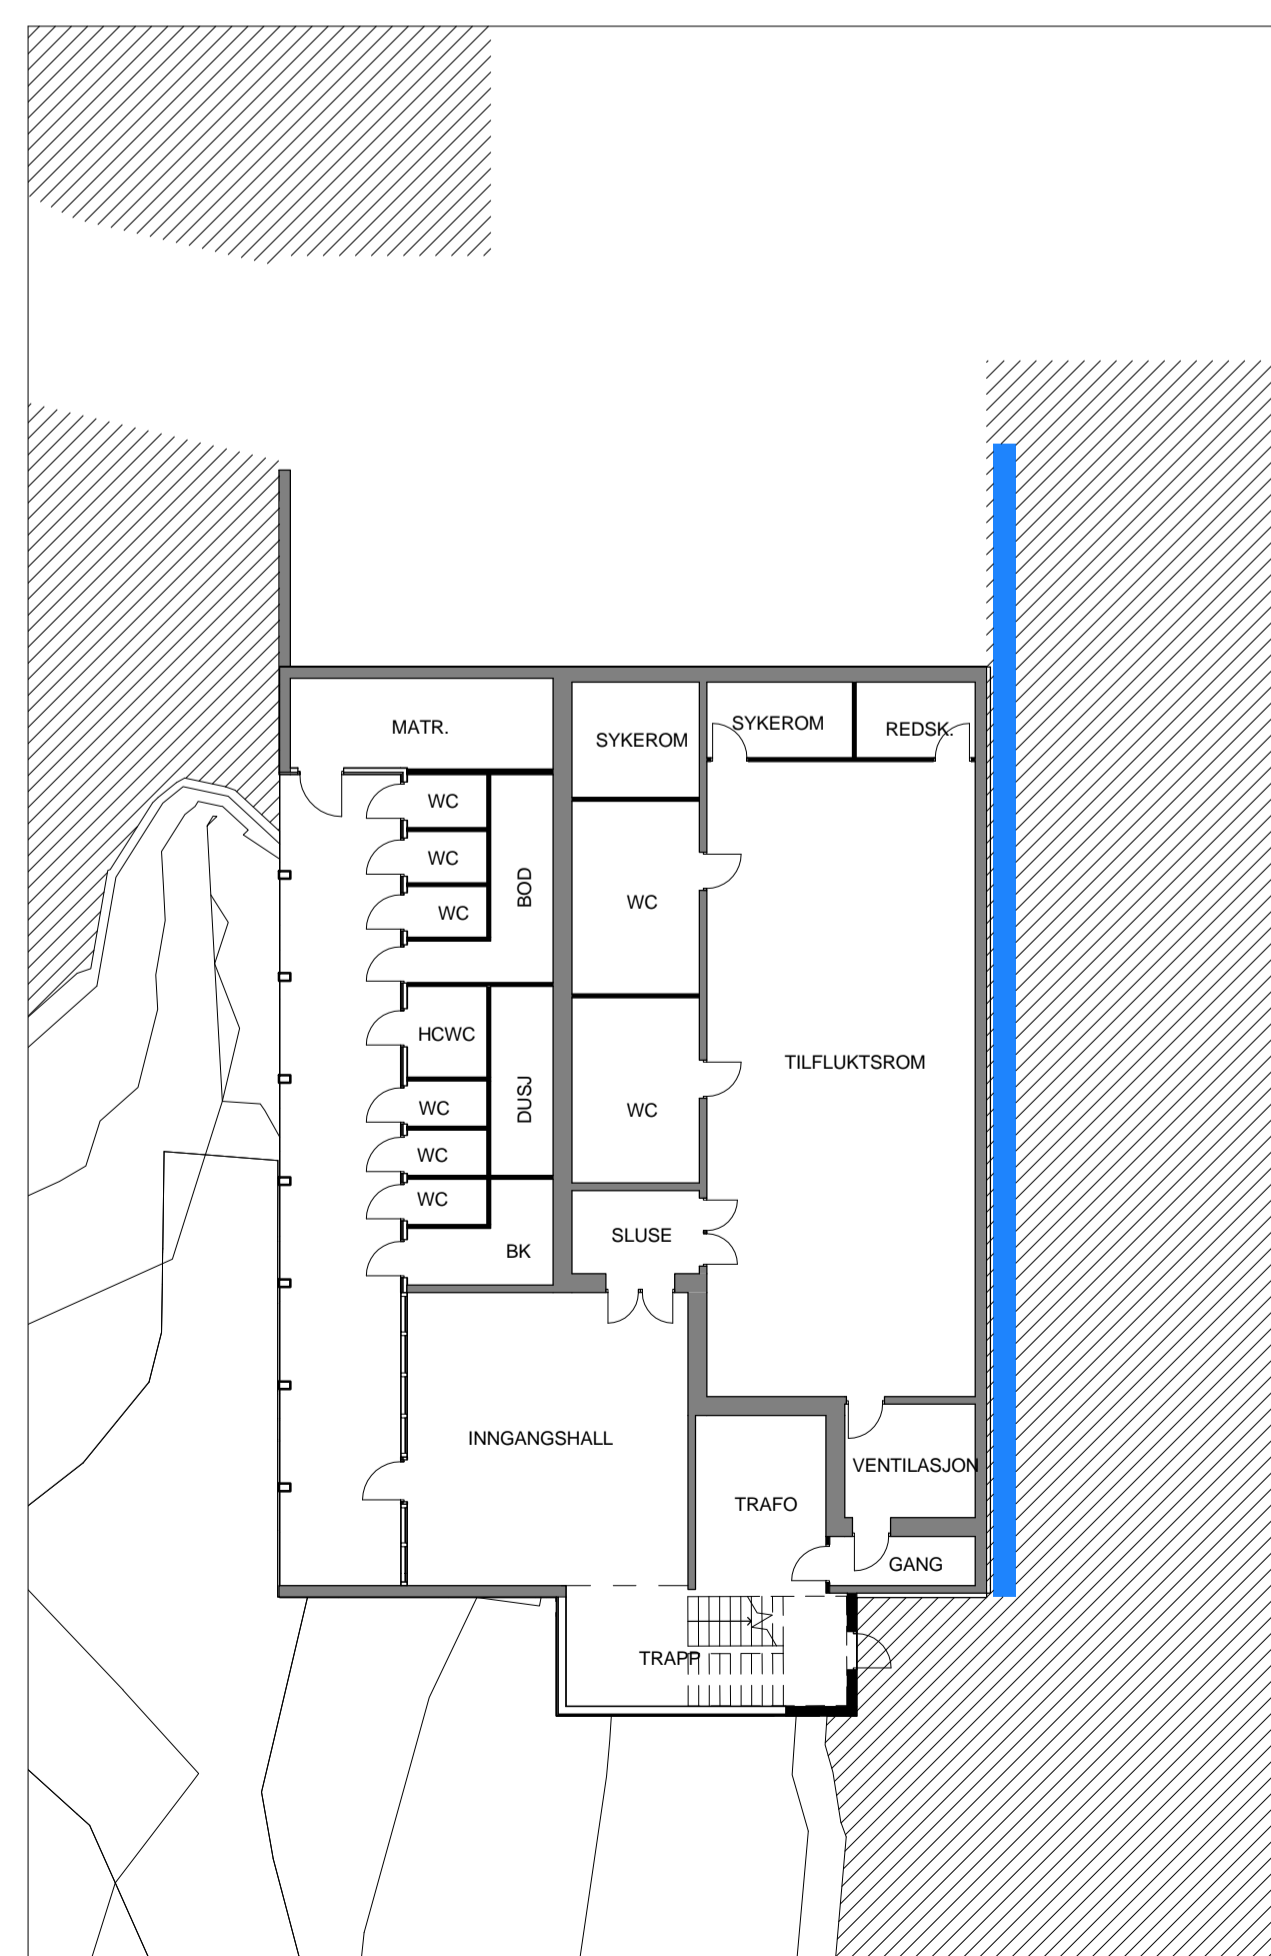 MATR.
SYKEROM
SYKEROM
REDSK.
WC
WC
WC
BOD
WC
HCWC
DUSJ
WC
WC
WC
WC
BK
TILFLUKTSROM
SLUSE
INNGANGSHALL
VENTILASJON
TRAFO
GANG
TRAPP